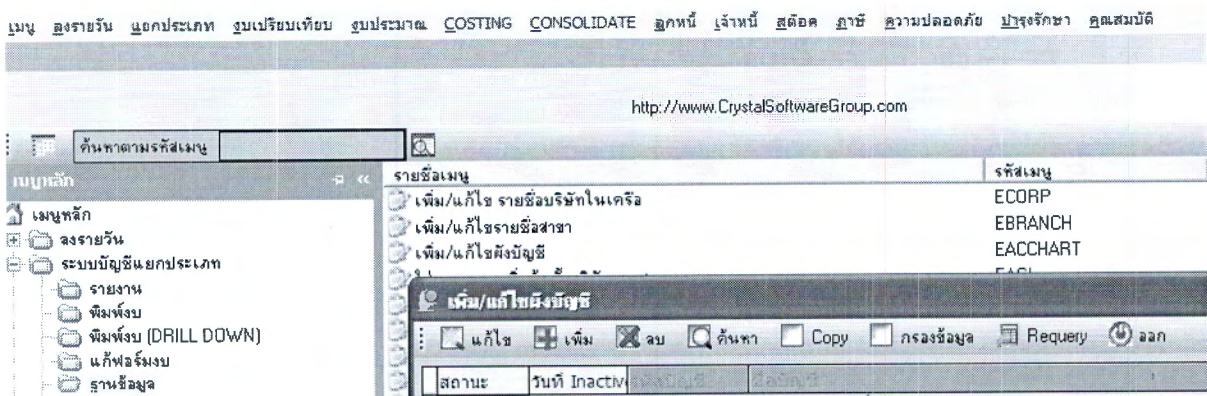 เมนู ลงรายวัน แยกประเภท งบเปรียบเทียบ งบประมาณ COSTING CONSOLIDATE ลูกหนี้ เจ้าหนี้ สต๊อค ภาษี ความปลอดภัย บำรุงรักษา คุณสมบัติ
http://www.CrystalSoftwareGroup.com
ค้นหาตามรหัสเมนู
เมนูหลัก
รายชื่อเมนู รหัสเมนู
เมนูหลัก
เพิ่ม/แก้ไข รายชื่อบริษัทในเครือ ECORP
ลงรายวัน
เพิ่ม/แก้ไขรายชื่อสาขา EBRANCH
ระบบบัญชีแยกประเภท
เพิ่ม/แก้ไขผังบัญชี EACCHART
รายงาน
พิมพ์งบ
พิมพ์งบ (DRILL DOWN)
แก้ฟอร์มงบ
ฐานข้อมูล
เพิ่ม/แก้ไขผังบัญชี
แก้ไข เพิ่ม ลบ ค้นหา Copy กรองข้อมูล Requery ออก
สถานะ วันที่ Inactive ผังบัญชี ชื่อบัญชี